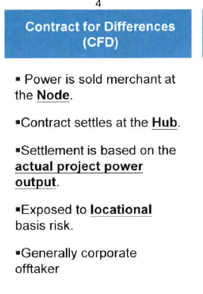 4
Contract for Differences
(CFD)
▪ Power is sold merchant at
the Node.
▪Contract settles at the Hub.
▪Settlement is based on the
actual project power
output.
▪Exposed to locational
basis risk.
▪Generally corporate
offtaker